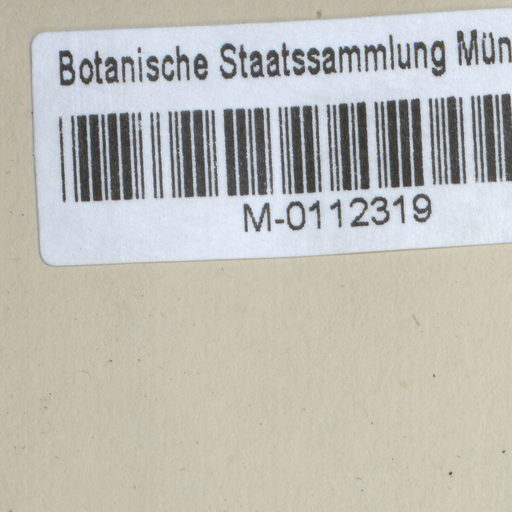 Botanische Staatssammlung Mün
M-0112319